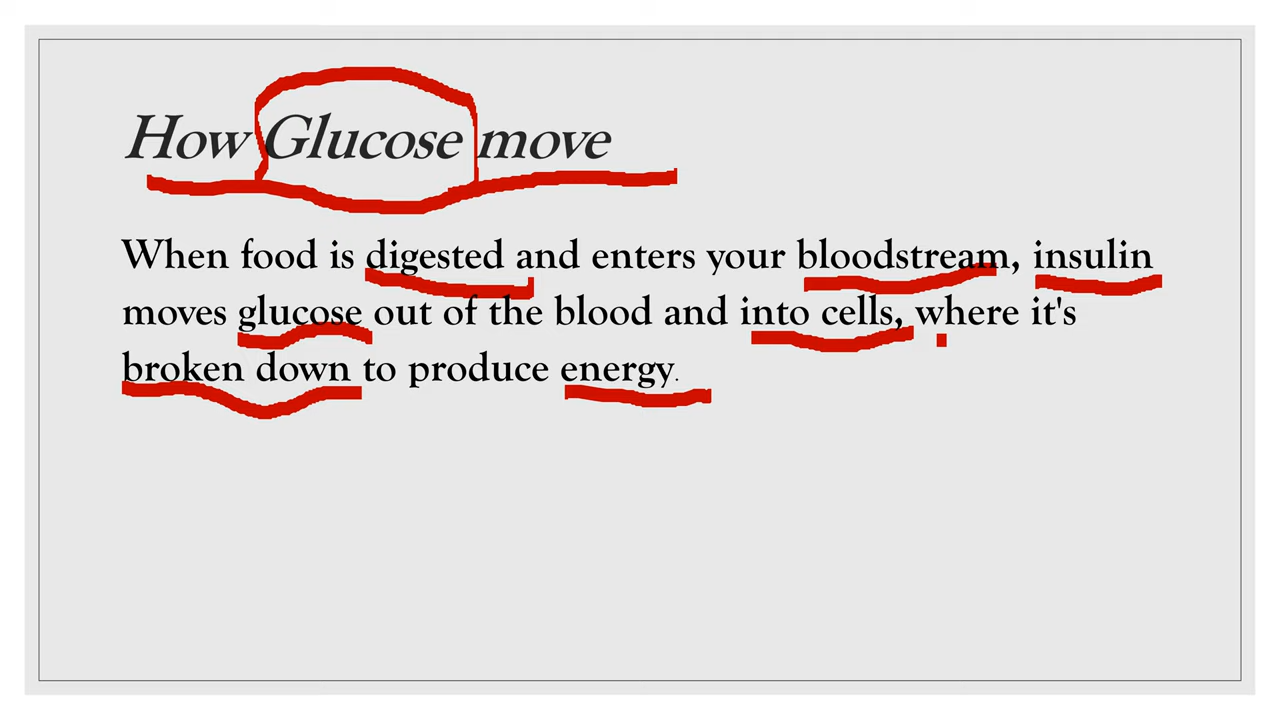 How Glucose move
When food is digested and enters your bloodstream, insulin
moves glucose out of the blood and into cells, where it's
broken down to produce energy.